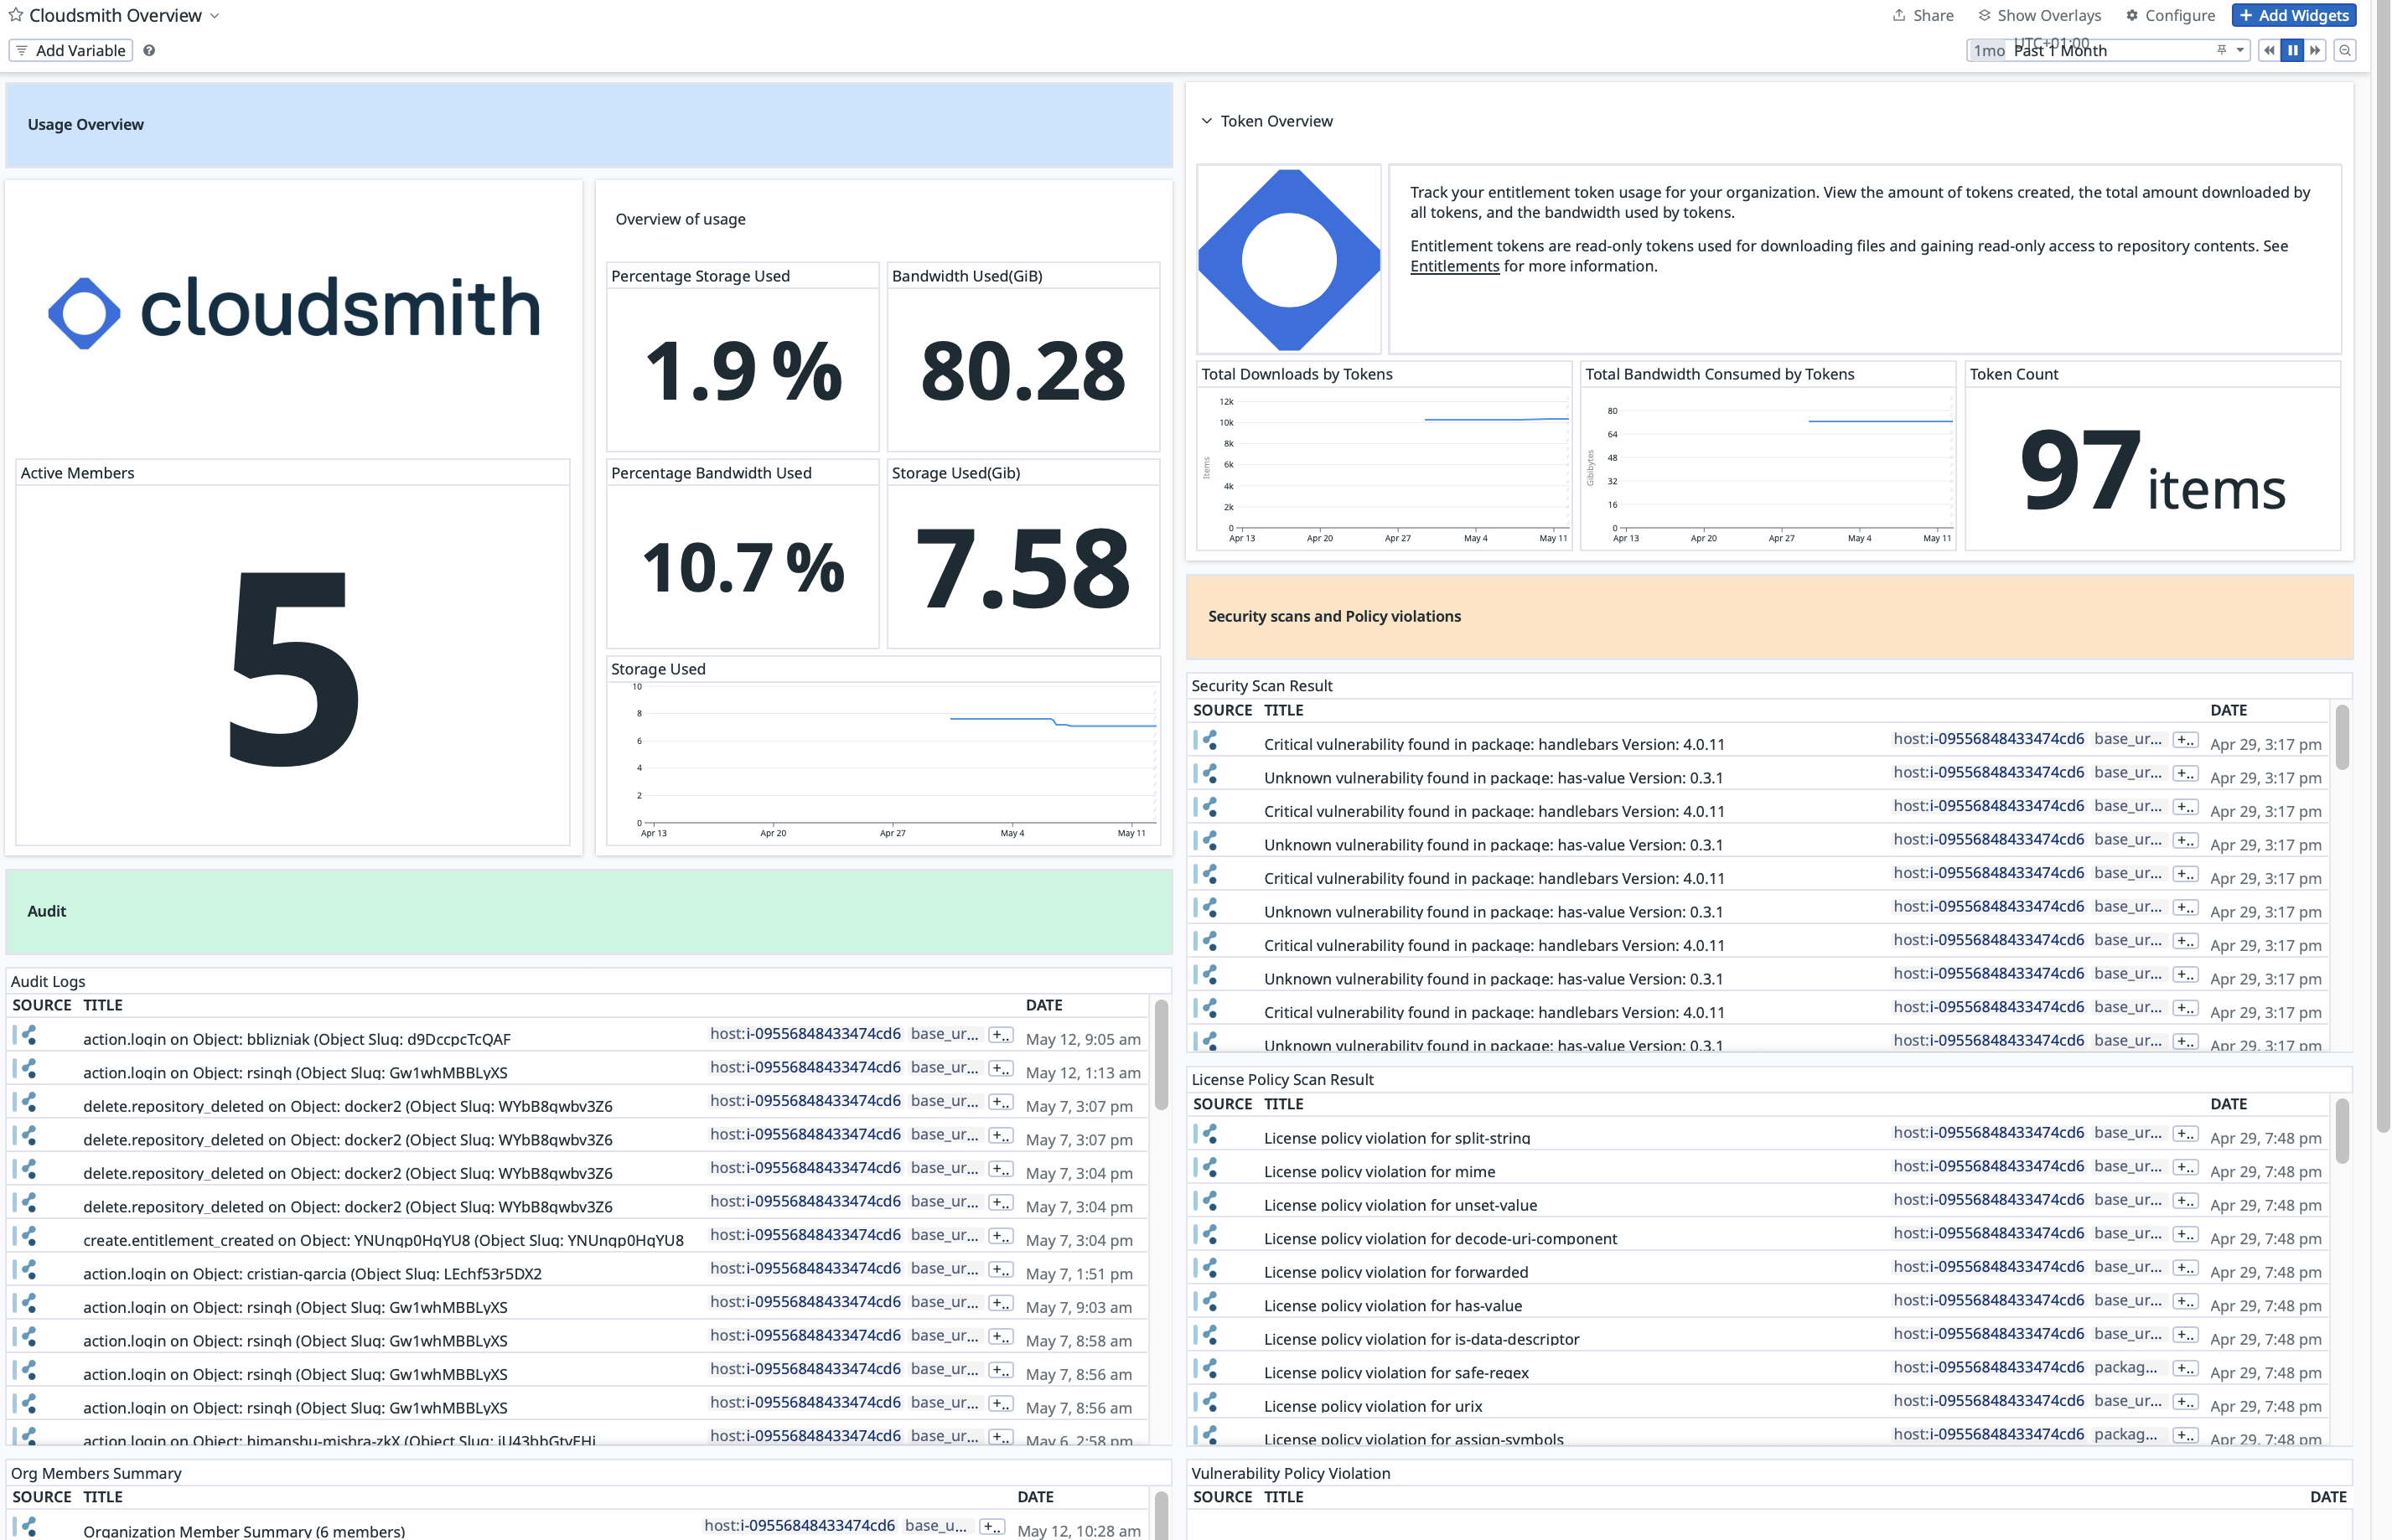 Cloudsmith Overview
Share
Show Overlays
Configure
+ Add Widgets
Add Variable
UTC+01:00
1mo Past 1 Month
Usage Overview
cloudsmith
Active Members
5
Overview of usage
Percentage Storage Used
1.9 %
Bandwidth Used(GiB)
80.28
Percentage Bandwidth Used
10.7 %
Storage Used(Gib)
7.58
Storage Used
10
8
6
4
2
0
Apr 13 Apr 20 Apr 27 May 4 May 11
Audit
Audit Logs
SOURCE TITLE DATE
action.login on Object: bblizniak (Object Slug: d9DccpcTcQAF host:i-09556848433474cd6 base_ur... +.. May 12, 9:05 am
action.login on Object: rsingh (Object Slug: Gw1whMBBLyXS host:i-09556848433474cd6 base_ur... +.. May 12, 1:13 am
delete.repository_deleted on Object: docker2 (Object Slug: WYbB8gwbv3Z6 host:i-09556848433474cd6 base_ur... +.. May 7, 3:07 pm
delete.repository_deleted on Object: docker2 (Object Slug: WYbB8gwbv3Z6 host:i-09556848433474cd6 base_ur... +.. May 7, 3:07 pm
delete.repository_deleted on Object: docker2 (Object Slug: WYbB8gwbv3Z6 host:i-09556848433474cd6 base_ur... +.. May 7, 3:04 pm
delete.repository_deleted on Object: docker2 (Object Slug: WYbB8gwbv3Z6 host:i-09556848433474cd6 base_ur... +.. May 7, 3:04 pm
create.entitlement_created on Object: YNUnqp0HqYU8 (Object Slug: YNUnqp0HqYU8 host:i-09556848433474cd6 base_ur... +.. May 7, 3:04 pm
action.login on Object: cristian-garcia (Object Slug: LEchf53r5DX2 host:i-09556848433474cd6 base_ur... +.. May 7, 1:51 pm
action.login on Object: rsingh (Object Slug: Gw1whMBBLyXS host:i-09556848433474cd6 base_ur... +.. May 7, 9:03 am
action.login on Object: rsingh (Object Slug: Gw1whMBBLyXS host:i-09556848433474cd6 base_ur... +.. May 7, 8:58 am
action.login on Object: rsingh (Object Slug: Gw1whMBBLyXS host:i-09556848433474cd6 base_ur... +.. May 7, 8:56 am
action.login on Object: rsingh (Object Slug: Gw1whMBBLyXS host:i-09556848433474cd6 base_ur... +.. May 7, 8:56 am
action.login on Object: himanshu-mishra-zkX (Object Slug: host:i-09556848433474cd6 base_ur... +.. May 6, 2:58 pm
Org Members Summary
SOURCE TITLE DATE
Organization Member Summary (6 members) host:i-09556848433474cd6 base_u... +.. May 12, 10:28 am
Token Overview
Track your entitlement token usage for your organization. View the amount of tokens created, the total amount downloaded by
all tokens, and the bandwidth used by tokens.
Entitlement tokens are read-only tokens used for downloading files and gaining read-only access to repository contents. See
Entitlements for more information.
Total Downloads by Tokens
Items
12k
10k
8k
6k
4k
2k
0
Apr 13 Apr 20 Apr 27 May 4 May 11
Total Bandwidth Consumed by Tokens
Gibibytes
80
64
48
32
16
0
Apr 13 Apr 20 Apr 27 May 4 May 11
Token Count
97 items
Security scans and Policy violations
Security Scan Result
SOURCE TITLE DATE
Critical vulnerability found in package: handlebars Version: 4.0.11 host:i-09556848433474cd6 base_ur... +.. Apr 29, 3:17 pm
Unknown vulnerability found in package: has-value Version: 0.3.1 host:i-09556848433474cd6 base_ur... +.. Apr 29, 3:17 pm
Critical vulnerability found in package: handlebars Version: 4.0.11 host:i-09556848433474cd6 base_ur... +.. Apr 29, 3:17 pm
Unknown vulnerability found in package: has-value Version: 0.3.1 host:i-09556848433474cd6 base_ur... +.. Apr 29, 3:17 pm
Critical vulnerability found in package: handlebars Version: 4.0.11 host:i-09556848433474cd6 base_ur... +.. Apr 29, 3:17 pm
Unknown vulnerability found in package: has-value Version: 0.3.1 host:i-09556848433474cd6 base_ur... +.. Apr 29, 3:17 pm
Critical vulnerability found in package: handlebars Version: 4.0.11 host:i-09556848433474cd6 base_ur... +.. Apr 29, 3:17 pm
Unknown vulnerability found in package: has-value Version: 0.3.1 host:i-09556848433474cd6 base_ur... +.. Apr 29, 3:17 pm
Critical vulnerability found in package: handlebars Version: 4.0.11 host:i-09556848433474cd6 base_ur... +.. Apr 29, 3:17 pm
Unknown vulnerability found in package: has-value Version: 0.3.1 host:i-09556848433474cd6 base_ur... +.. Apr 29, 3:17 pm
License Policy Scan Result
SOURCE TITLE DATE
License policy violation for split-string host:i-09556848433474cd6 base_ur... +.. Apr 29, 7:48 pm
License policy violation for mime host:i-09556848433474cd6 base_ur... +.. Apr 29, 7:48 pm
License policy violation for unset-value host:i-09556848433474cd6 base_ur... +.. Apr 29, 7:48 pm
License policy violation for decode-uri-component host:i-09556848433474cd6 base_ur... +.. Apr 29, 7:48 pm
License policy violation for forwarded host:i-09556848433474cd6 base_ur... +.. Apr 29, 7:48 pm
License policy violation for has-value host:i-09556848433474cd6 base_ur... +.. Apr 29, 7:48 pm
License policy violation for is-data-descriptor host:i-09556848433474cd6 base_ur... +.. Apr 29, 7:48 pm
License policy violation for safe-regex host:i-09556848433474cd6 packag... +.. Apr 29, 7:48 pm
License policy violation for urix host:i-09556848433474cd6 base_ur... +.. Apr 29, 7:48 pm
License policy violation for assign-symbols host:i-09556848433474cd6 packag... +.. Apr 29, 7:48 pm
Vulnerability Policy Violation
SOURCE TITLE DATE